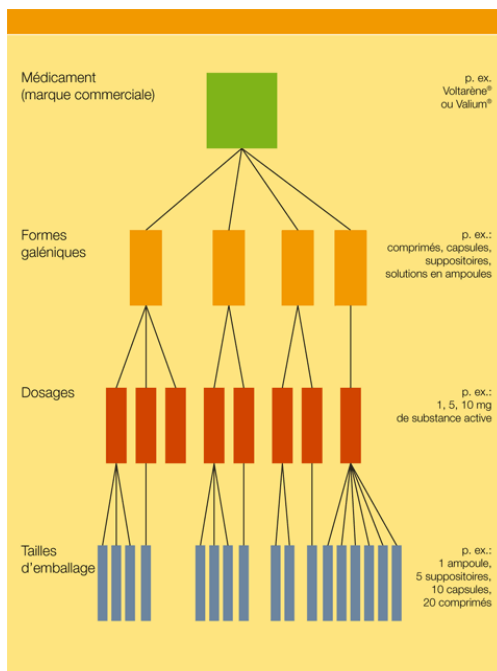 Médicament
(marque commerciale)
p. ex.
Voltarène®
ou Valium®
Formes
galéniques
p. ex.:
comprimés, capsules,
suppositoires,
solutions en ampoules
Dosages
p. ex.:
1, 5, 10 mg
de substance active
Tailles
d'emballage
p. ex.:
1 ampoule,
5 suppositoires,
10 capsules,
20 comprimés